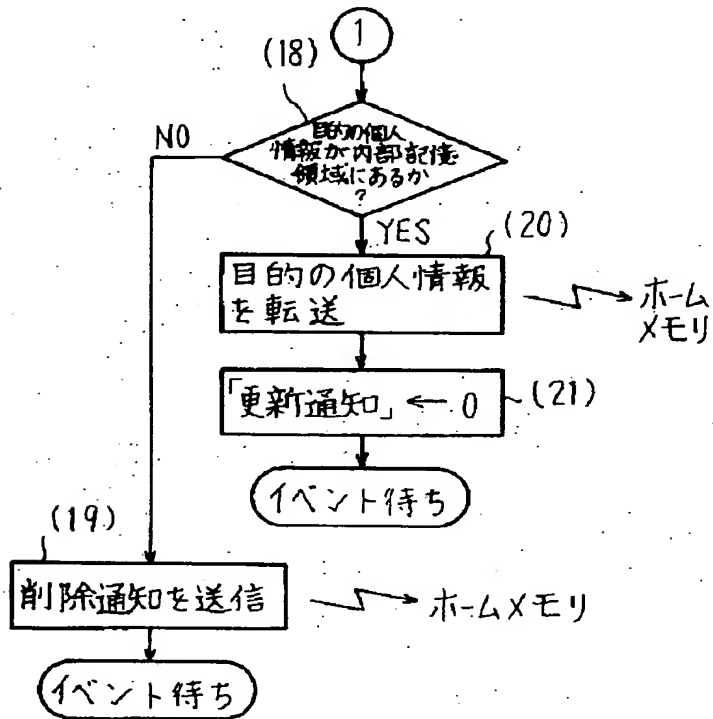 1
(18)
目的の個人
情報が内部記憶
領域にあるか
?
NO
YES
(20)
目的の個人情報
を転送
ホーム
メモリ
「更新通知」← 0
(21)
イベント待ち
(19)
削除通知を送信
ホームメモリ
イベント待ち